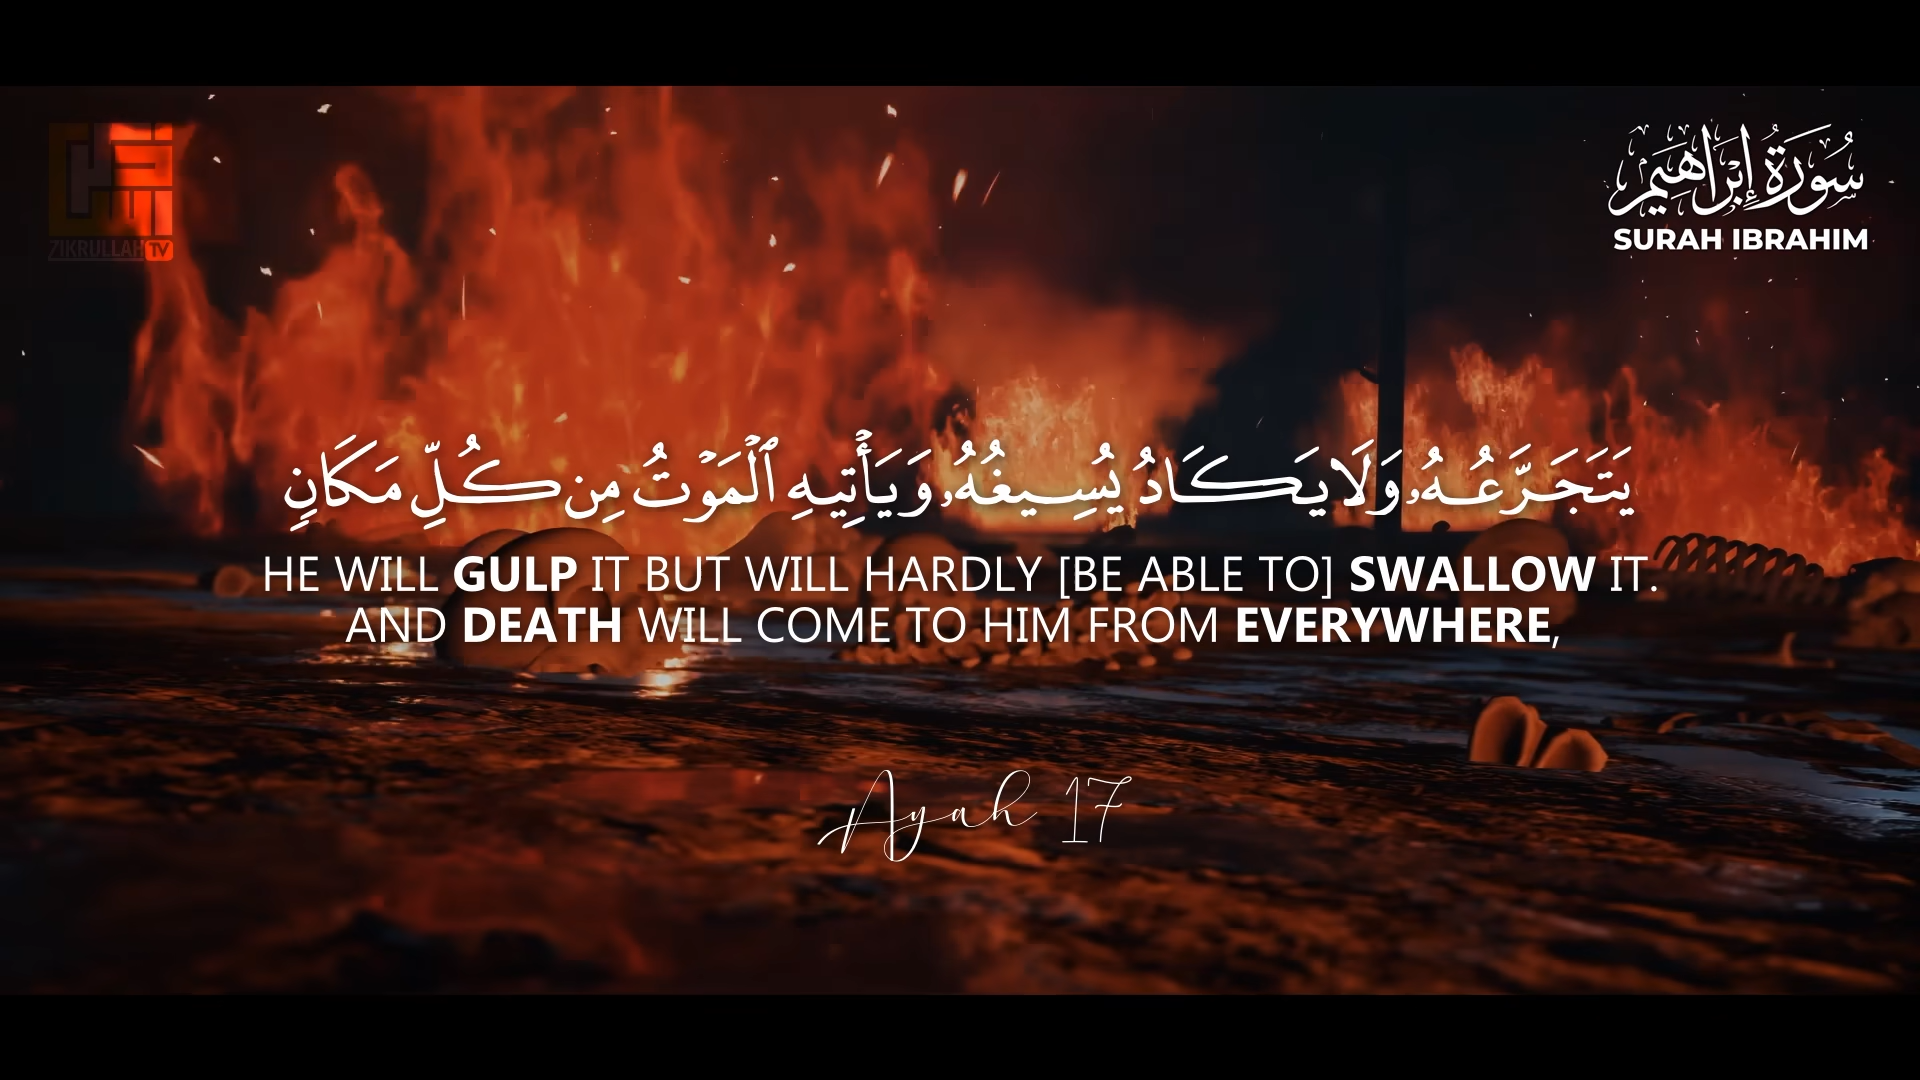 ZIKRULLAH TV
سُورَةُ إِبْرَاهِيم
SURAH IBRAHIM
يَتَجَرَّعُهُۥ وَلَا يَكَادُ يُسِيغُهُۥ وَيَأْتِيهِ ٱلْمَوْتُ مِن كُلِّ مَكَانٍ
HE WILL GULP IT BUT WILL HARDLY [BE ABLE TO] SWALLOW IT.
AND DEATH WILL COME TO HIM FROM EVERYWHERE,
Ayah 17